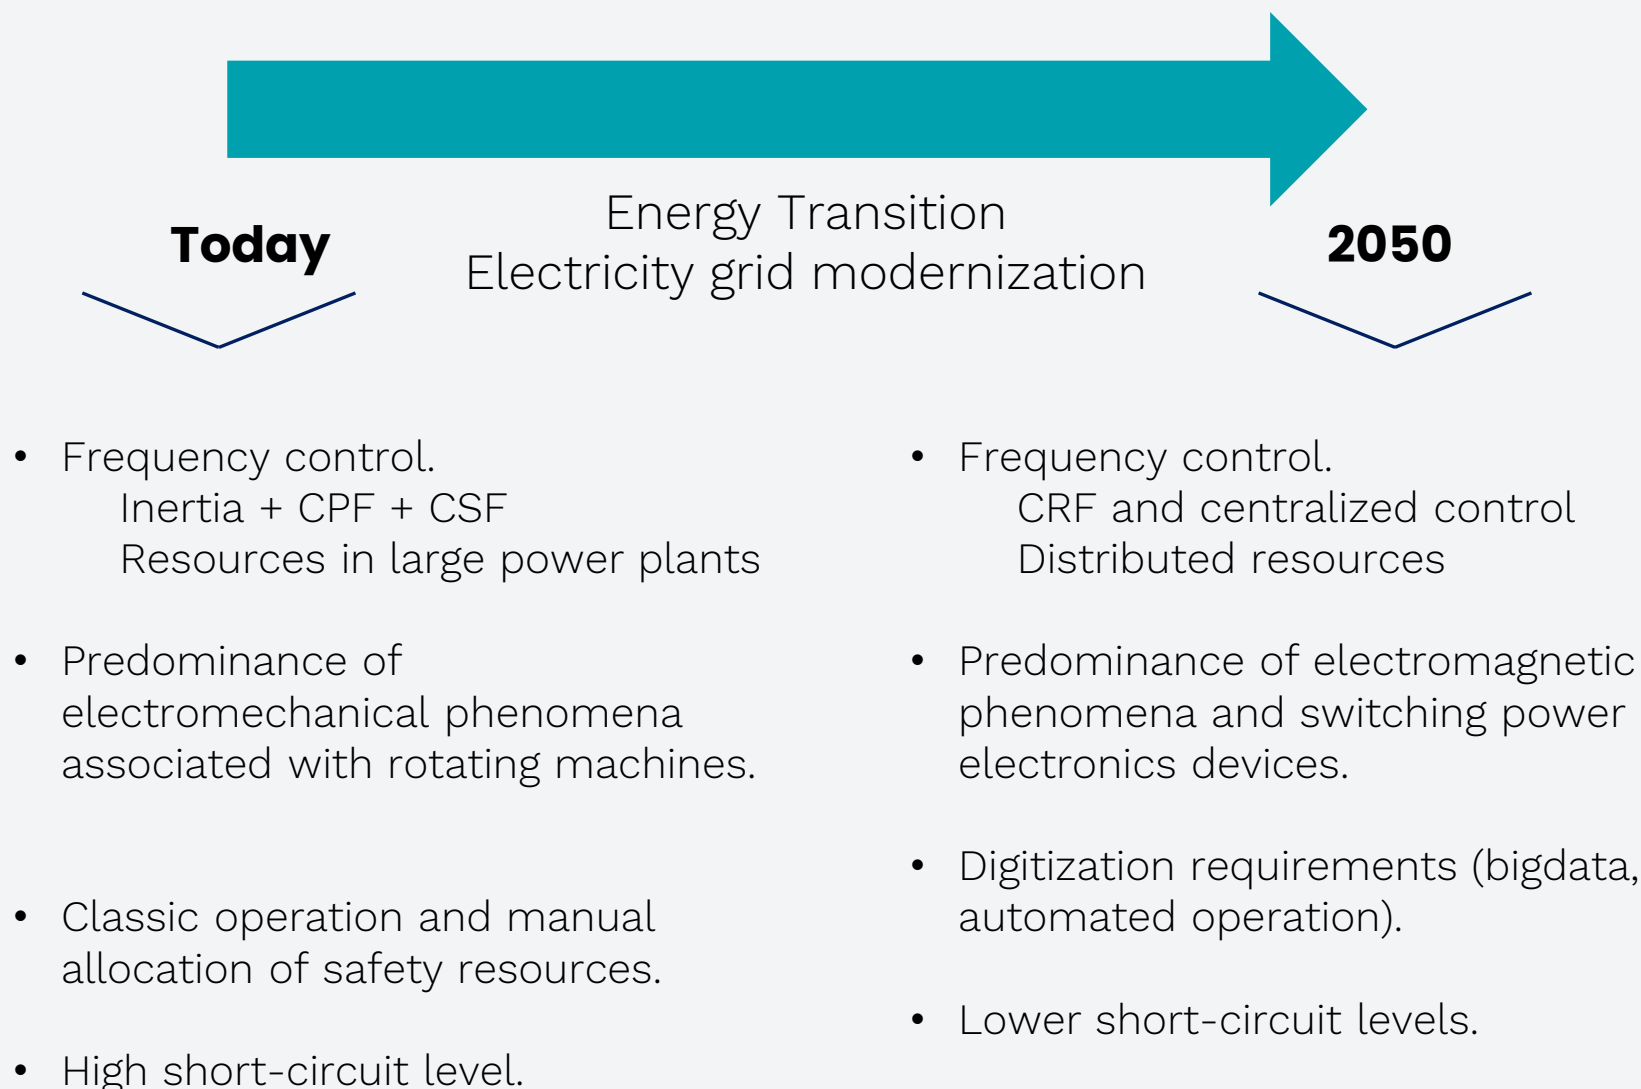 Energy Transition
Electricity grid modernization
Today
2050
• Frequency control.
Inertia + CPF + CSF
Resources in large power plants
• Predominance of
electromechanical phenomena
associated with rotating machines.
• Classic operation and manual
allocation of safety resources.
• High short-circuit level.
• Frequency control.
CRF and centralized control
Distributed resources
• Predominance of electromagnetic
phenomena and switching power
electronics devices.
• Digitization requirements (bigdata,
automated operation).
• Lower short-circuit levels.